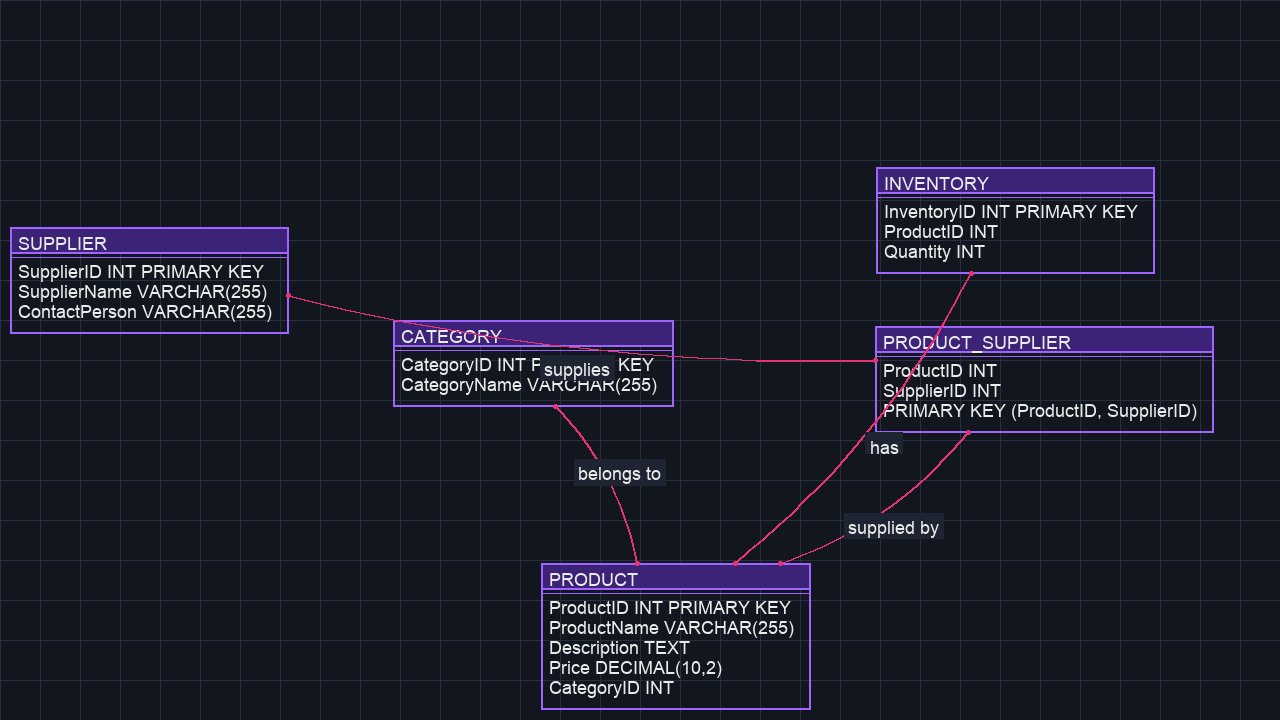 SUPPLIER
SupplierID INT PRIMARY KEY
SupplierName VARCHAR(255)
ContactPerson VARCHAR(255)
CATEGORY
CategoryID INT P KEY
CategoryName VARCHAR(255)
supplies
INVENTORY
InventoryID INT PRIMARY KEY
ProductID INT
Quantity INT
PRODUCT_SUPPLIER
ProductID INT
SupplierID INT
PRIMARY KEY (ProductID, SupplierID)
has
belongs to
supplied by
PRODUCT
ProductID INT PRIMARY KEY
ProductName VARCHAR(255)
Description TEXT
Price DECIMAL(10,2)
CategoryID INT